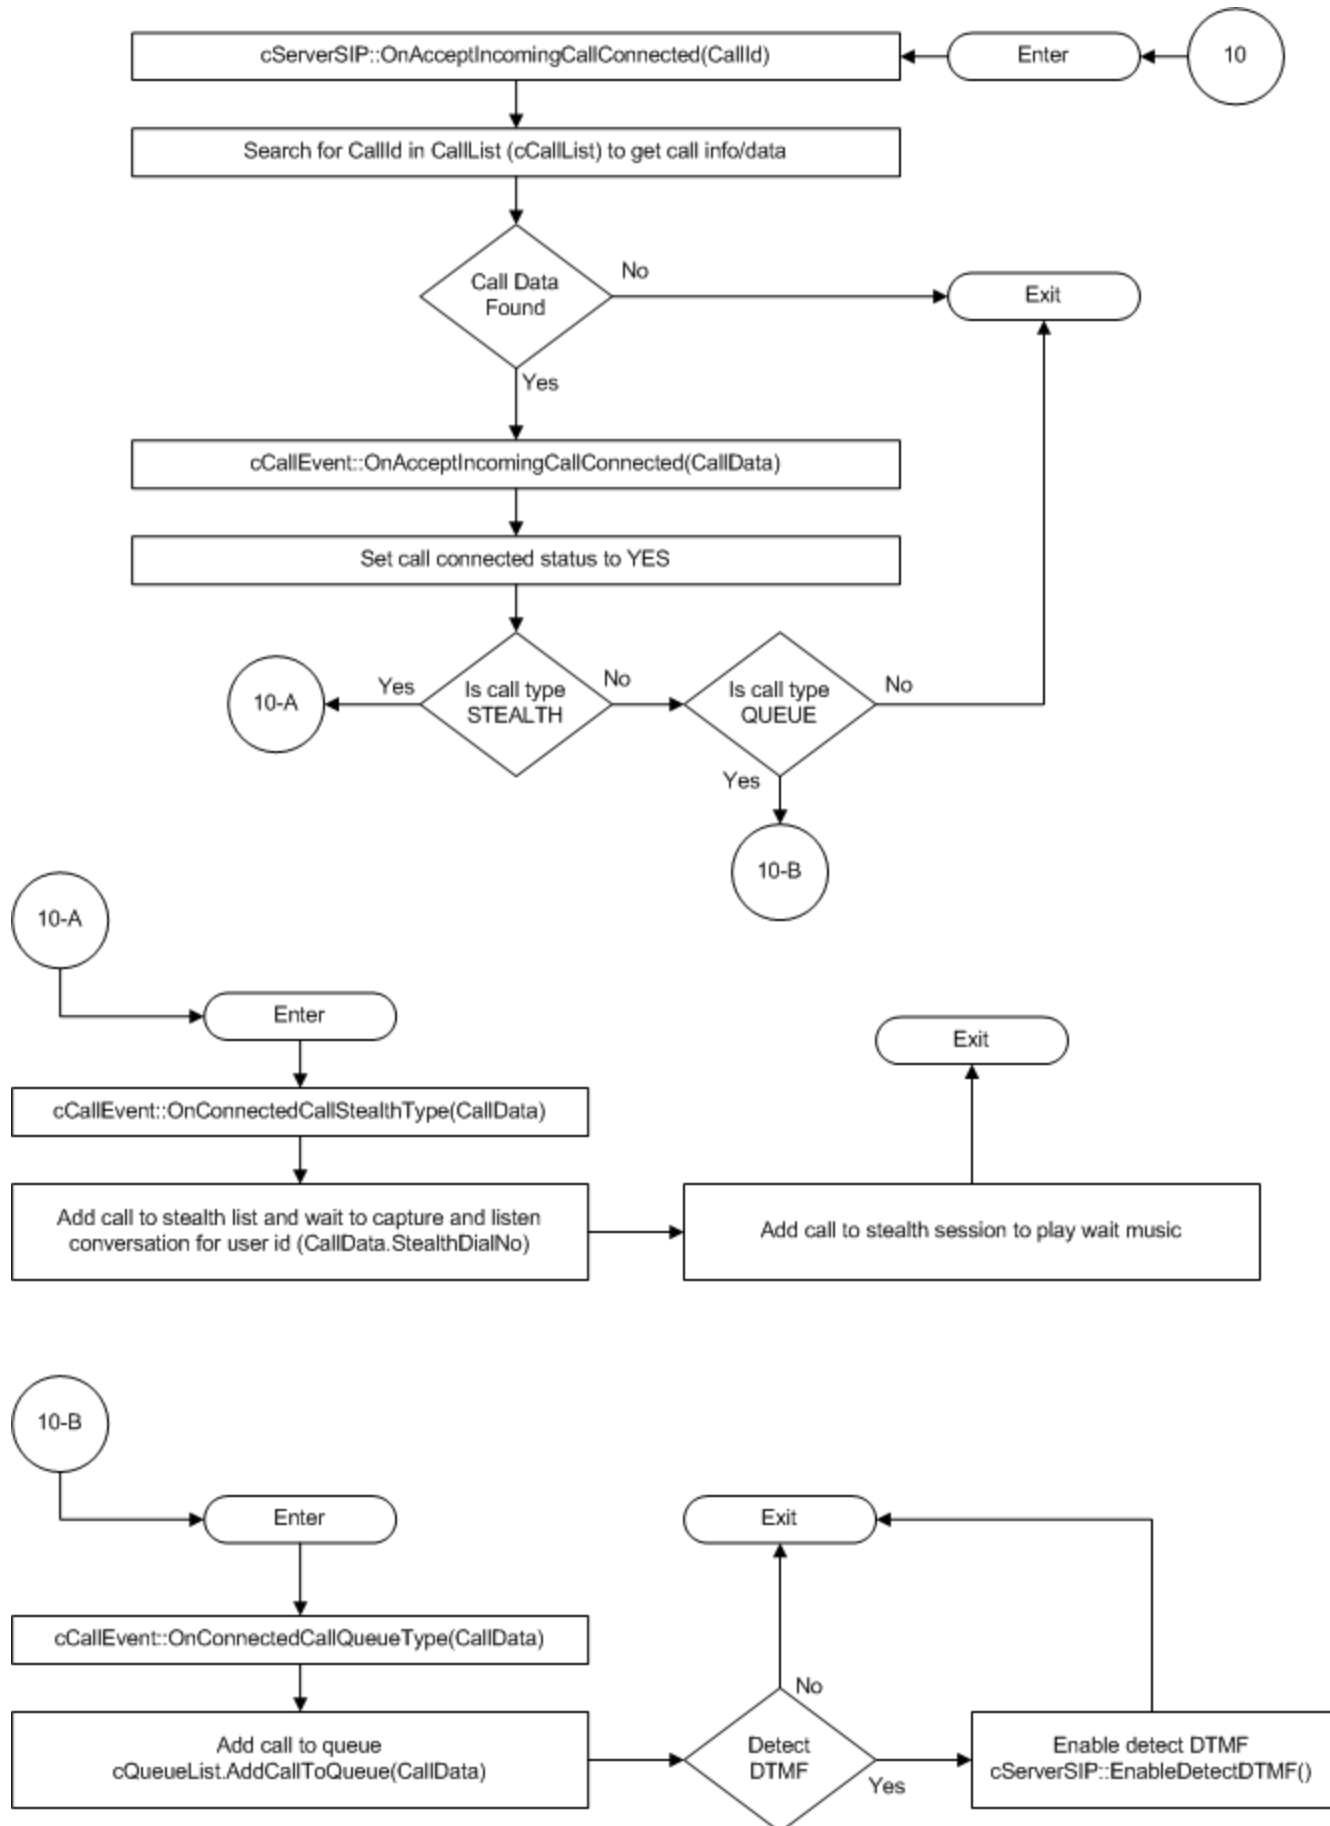 cServerSIP::OnAcceptIncomingCallConnected(CallId)
Enter
10
Search for CallId in CallList (cCallList) to get call info/data
Call Data
Found
No
Exit
Yes
cCallEvent::OnAcceptIncomingCallConnected(CallData)
Set call connected status to YES
10-A
Yes
Is call type
STEALTH
No
Is call type
QUEUE
No
Yes
10-B
10-A
Enter
Exit
cCallEvent::OnConnectedCallStealthType(CallData)
Add call to stealth list and wait to capture and listen
conversation for user id (CallData.StealthDialNo)
Add call to stealth session to play wait music
10-B
Enter
Exit
cCallEvent::OnConnectedCallQueueType(CallData)
No
Add call to queue
cQueueList.AddCallToQueue(CallData)
Detect
DTMF
Yes
Enable detect DTMF
cServerSIP::EnableDetectDTMF()